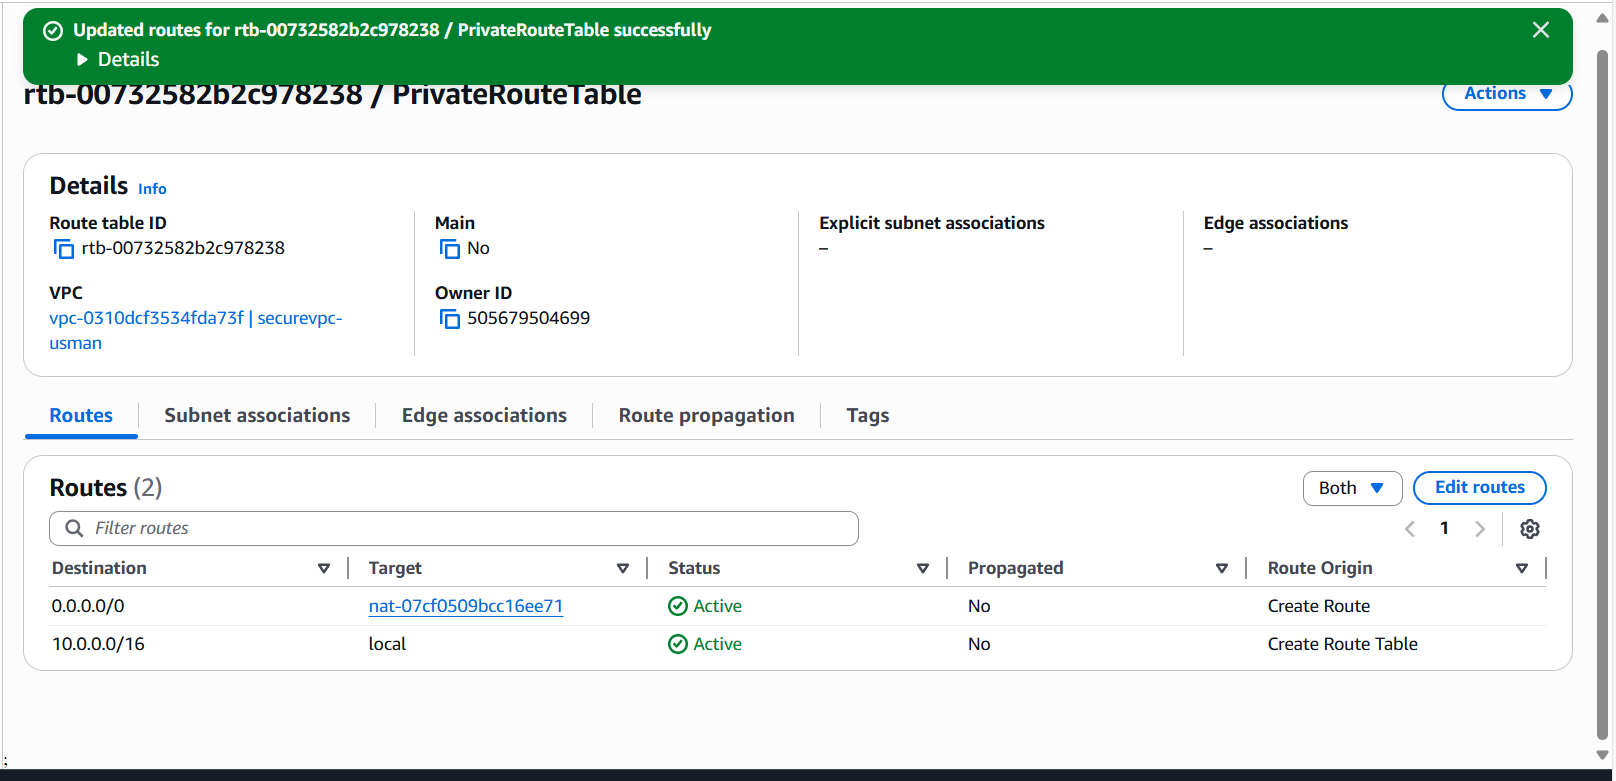 Updated routes for rtb-00732582b2c978238 / PrivateRouteTable successfully
Details
rtb-00732582b2c978238 / PrivateRouteTable
Actions
Details Info
Route table ID
rtb-00732582b2c978238
Main
No
Explicit subnet associations
–
Edge associations
–
VPC
vpc-0310dcf3534fda73f | securevpc-
usman
Owner ID
505679504699
Routes
Subnet associations
Edge associations
Route propagation
Tags
Routes (2)
Both
Edit routes
Filter routes
1
Destination Target Status Propagated Route Origin
0.0.0.0/0 nat-07cf0509bcc16ee71 Active No Create Route
10.0.0.0/16 local Active No Create Route Table
;